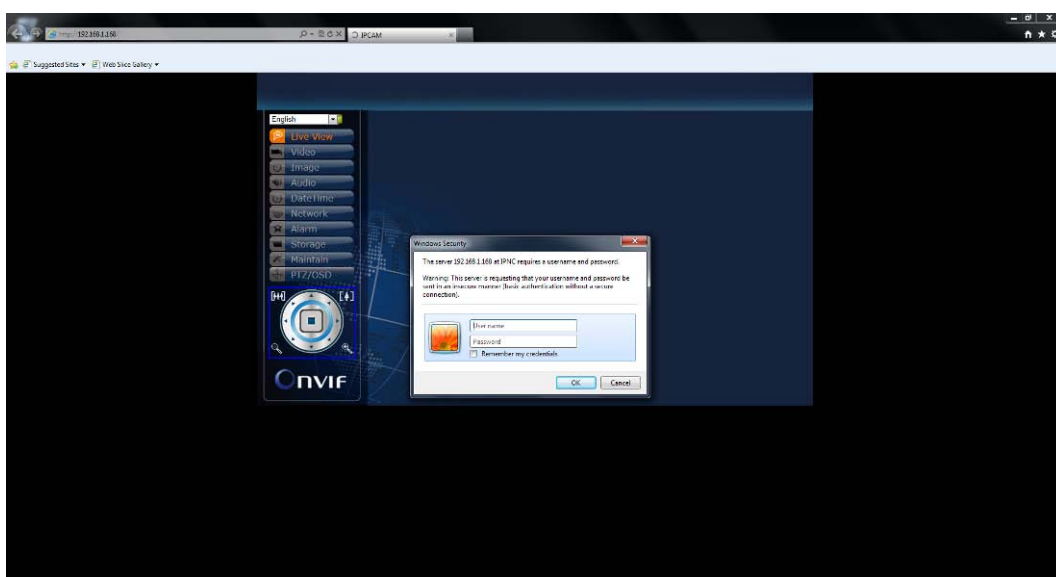 http://192.168.1.168
IPCAM
Suggested Sites
Web Slice Gallery
English
Live View
Video
Image
Audio
DateTime
Network
Alarm
Storage
Maintain
PTZ/OSD
Onvif
Windows Security
The server 192.168.1.168 at IPNC requires a username and password.
Warning: This server is requesting that your username and password be
sent in an insecure manner (basic authentication without a secure
connection).
User name
Password
Remember my credentials
OK
Cancel